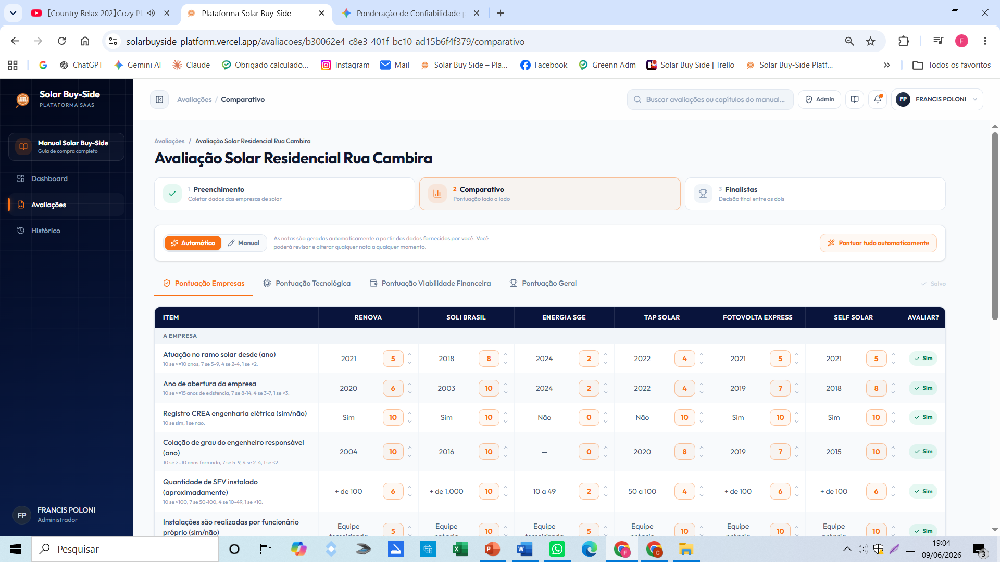 【Country Relax 202】Cozy Pl
Plataforma Solar Buy-Side
Ponderação de Confiabilidade p
solarbuyside-platform.vercel.app/avaliacoes/b30062e4-c8e3-401f-bc10-ad15b6f4f379/comparativo
F
ChatGPT
Gemini AI
Claude
Obrigado calculado...
Instagram
Mail
Solar Buy Side – Pla...
Facebook
Greenn Adm
Solar Buy Side | Trello
Solar Buy-Side Platf...
Todos os favoritos
Solar Buy-Side
PLATAFORMA SAAS
Manual Solar Buy-Side
Guia de compra completo
Dashboard
Avaliações
Histórico
FP
FRANCIS POLONI
Administrador
Avaliações / Comparativo
Buscar avaliações ou capítulos do manual...
Admin
FP
FRANCIS POLONI
Avaliações / Avaliação Solar Residencial Rua Cambira
Avaliação Solar Residencial Rua Cambira
1 Preenchimento
Coletar dados das empresas de solar
2 Comparativo
Pontuação lado a lado
3 Finalistas
Decisão final entre os dois
Automática
Manual
As notas são geradas automaticamente a partir dos dados fornecidos por você. Você
poderá revisar e alterar qualquer nota a qualquer momento.
Pontuar tudo automaticamente
Pontuação Empresas
Pontuação Tecnológica
Pontuação Viabilidade Financeira
Pontuação Geral
Salvo
ITEM RENOVA SOLI BRASIL ENERGIA SGE TAP SOLAR FOTOVOLTA EXPRESS SELF SOLAR AVALIAR?
A EMPRESA
Atuação no ramo solar desde (ano)
10 se >=10 anos, 7 se 5-9, 4 se 2-4, 1 se <2.
2021 5 2018 8 2024 2 2022 4 2021 5 2021 5 Sim
Ano de abertura da empresa
10 se >=15 anos de existencia, 7 se 8-14, 4 se 3-7, 1 se <3.
2020 6 2003 10 2024 2 2022 4 2019 7 2018 8 Sim
Registro CREA engenharia elétrica (sim/não)
10 se sim, 1 se nao.
Sim 10 Sim 10 Não 0 Não 10 Sim 10 Sim 10 Sim
Colação de grau do engenheiro responsável
(ano)
10 se >=10 anos formado, 7 se 5-9, 4 se 2-4, 1 se <2.
2004 10 2016 10 — 0 2020 8 2019 7 2015 10 Sim
Quantidade de SFV instalado
(aproximadamente)
10 se >100, 7 se 50-100, 4 se 10-49, 1 se <10.
+ de 100 6 + de 1.000 10 10 a 49 2 50 a 100 4 + de 100 6 + de 100 6 Sim
Instalações são realizadas por funcionário
próprio (sim/não)
Equipe 5 Equipe 10 Equipe 5 Equipe 10 Equipe 10 Equipe 10 Sim
Pesquisar
19:04
09/06/2026
3